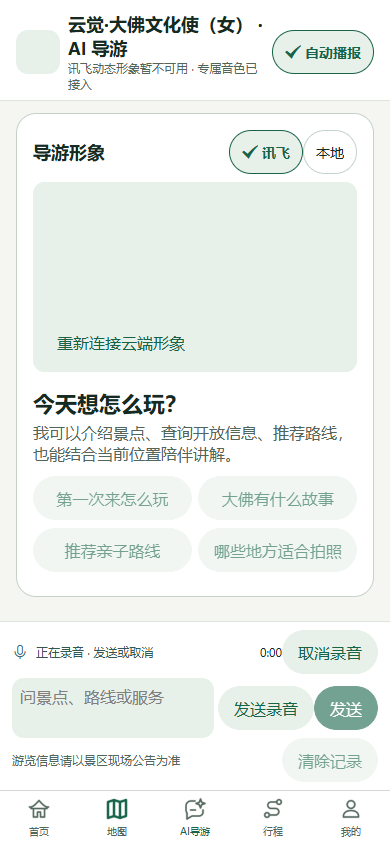 云觉·大佛文化使（女） ·
AI 导游
讯飞动态形象暂不可用 · 专属音色已
接入
自动播报
导游形象
讯飞
本地
重新连接云端形象
今天想怎么玩？
我可以介绍景点、查询开放信息、推荐路线，
也能结合当前位置陪伴讲解。
第一次来怎么玩
大佛有什么故事
推荐亲子路线
哪些地方适合拍照
正在录音 · 发送或取消
0:00
取消录音
问景点、路线或服务
发送录音
发送
游览信息请以景区现场公告为准
清除记录
首页
地图
AI导游
行程
我的